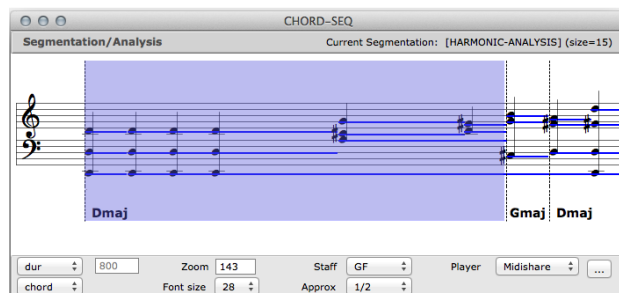 CHORD-SEQ
Segmentation/Analysis Current Segmentation: [HARMONIC-ANALYSIS] (size=15)
Dmaj Gmaj Dmaj
dur 800 Zoom 143 Staff GF Player Midishare ...
chord Font size 28 Approx 1/2